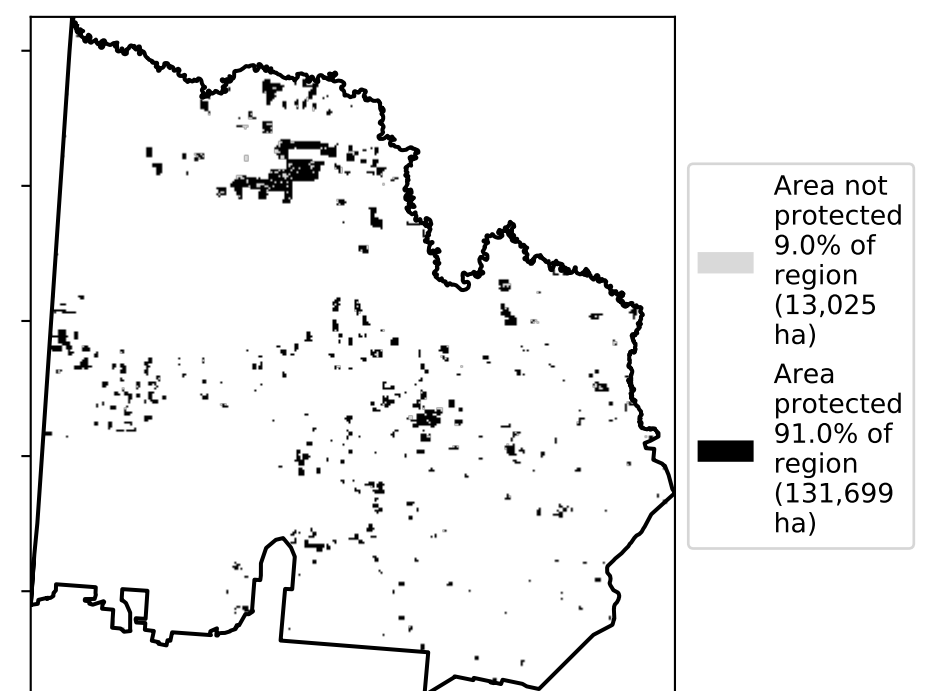 Area not
protected
9.0% of
region
(13,025
ha)
Area
protected
91.0% of
region
(131,699
ha)